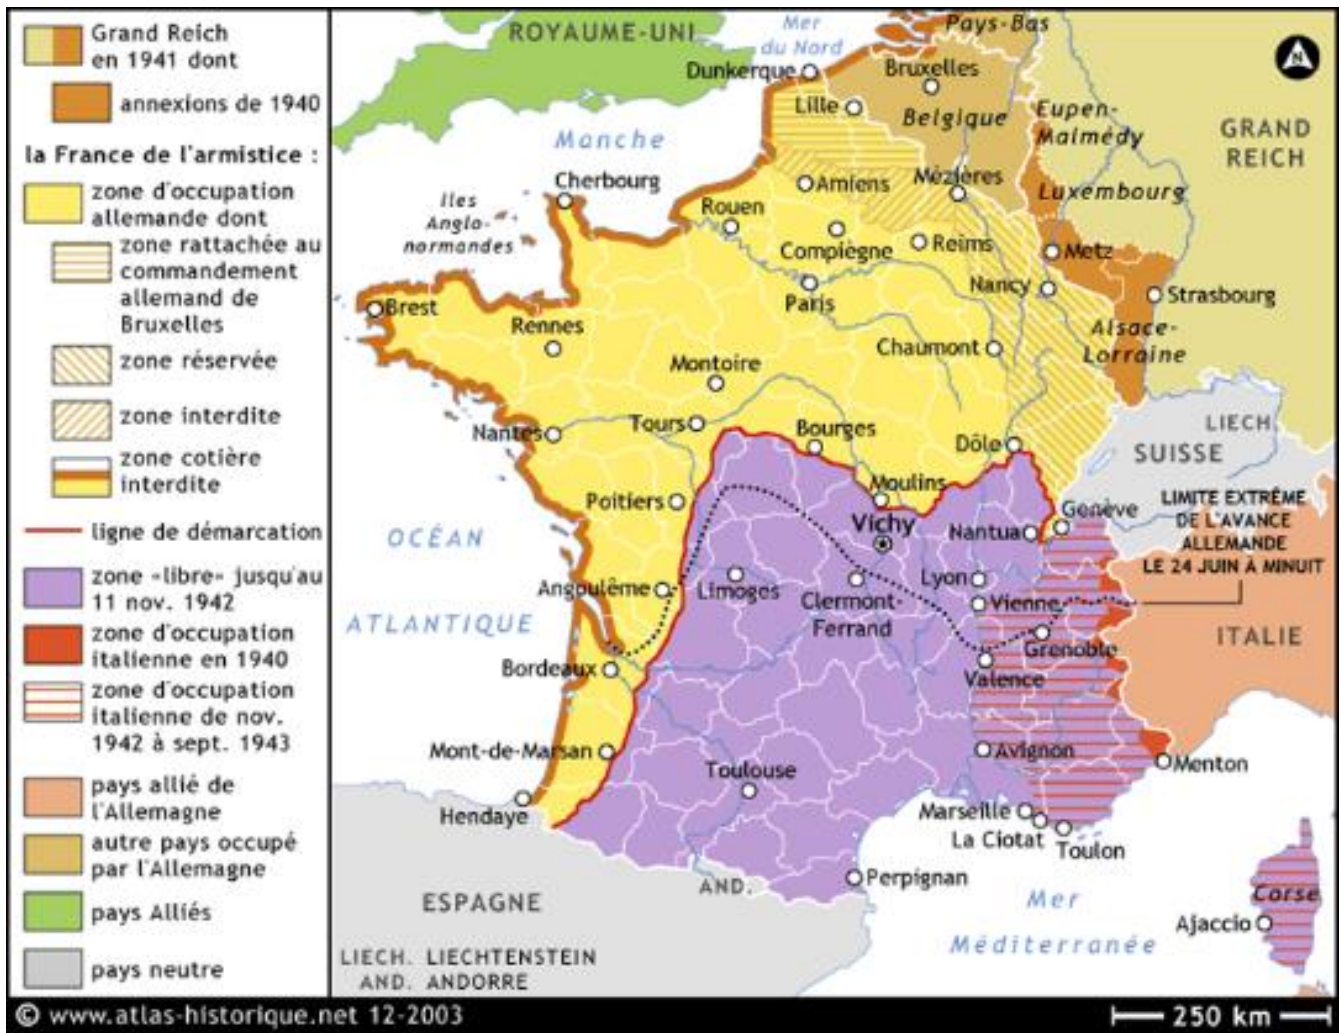 Grand Reich
en 1941 dont
annexions de 1940
la France de l'armistice :
zone d'occupation
allemande dont
zone rattachée au
commandement
allemand de
Bruxelles
zone réservée
zone interdite
zone cotière
interdite
ligne de démarcation
zone «libre» jusqu'au
11 nov. 1942
zone d'occupation
italienne en 1940
zone d'occupation
italienne de nov.
1942 à sept. 1943
pays allié de
l'Allemagne
autre pays occupé
par l'Allemagne
pays Alliés
pays neutre
ROYAUME-UNI
Mer
du Nord
Pays-Bas
N
Dunkerque
Bruxelles
Lille
Belgique
Eupen-
Malmédy
GRAND
REICH
Manche
Cherbourg
Amiens
Mézières
Luxembourg
Iles
Anglo-
normandes
Rouen
Compiègne
Reims
Metz
Paris
Nancy
Strasbourg
Brest
Rennes
Chaumont
Alsace-
Lorraine
Montoire
Nantes
Tours
Bourges
Dôle
LIECH.
SUISSE
Poitiers
Moulins
Vichy
Nantua
Genève
LIMITE EXTRÊME
DE L'AVANCE
ALLEMANDE
LE 24 JUIN À MINUIT
OCÉAN
ATLANTIQUE
Angoulême
Limoges
Clermont-
Ferrand
Lyon
Vienne
ITALIE
Grenoble
Bordeaux
Valence
Mont-de-Marsan
Avignon
Toulouse
Menton
Hendaye
Marseille
La Ciotat
Toulon
AND.
Perpignan
ESPAGNE
Mer
Méditerranée
Corse
Ajaccio
LIECH. LIECHTENSTEIN
AND. ANDORRE
© www.atlas-historique.net 12-2003
250 km